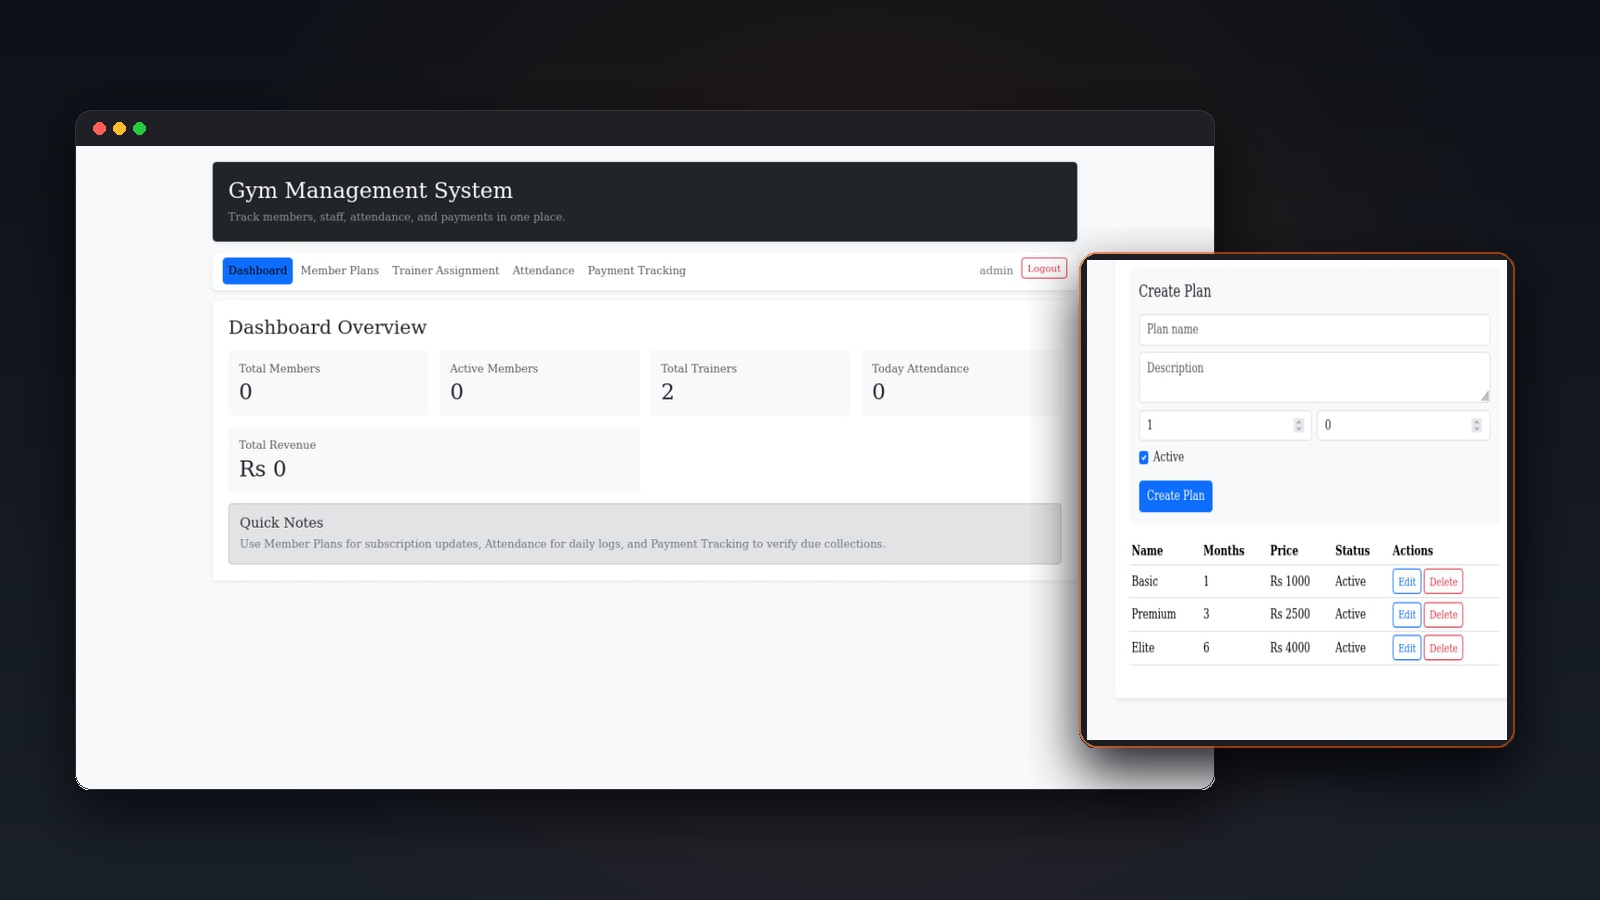 Gym Management System
Track members, staff, attendance, and payments in one place.
Dashboard Member Plans Trainer Assignment Attendance Payment Tracking admin Logout
Dashboard Overview
Total Members Active Members Total Trainers Today Attendance
0 0 2 0
Total Revenue
Rs 0
Quick Notes
Use Member Plans for subscription updates, Attendance for daily logs, and Payment Tracking to verify due collections.
Create Plan
Plan name
Description
1 0
Active
Create Plan
Name Months Price Status Actions
Basic 1 Rs 1000 Active Edit Delete
Premium 3 Rs 2500 Active Edit Delete
Elite 6 Rs 4000 Active Edit Delete